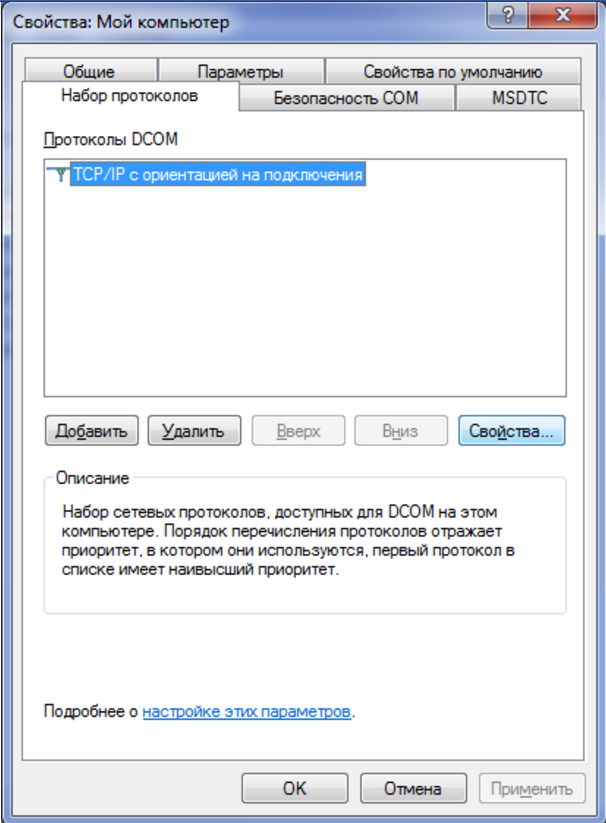 Свойства: Мой компьютер
?
X
Общие
Параметры
Свойства по умолчанию
Набор протоколов
Безопасность COM
MSDTC
Протоколы DCOM
TCP/IP с ориентацией на подключения
Добавить
Удалить
Вверх
Вниз
Свойства...
Описание
Набор сетевых протоколов, доступных для DCOM на этом
компьютере. Порядок перечисления протоколов отражает
приоритет, в котором они используются, первый протокол в
списке имеет наивысший приоритет.
Подробнее о настройке этих параметров.
OK
Отмена
Применить